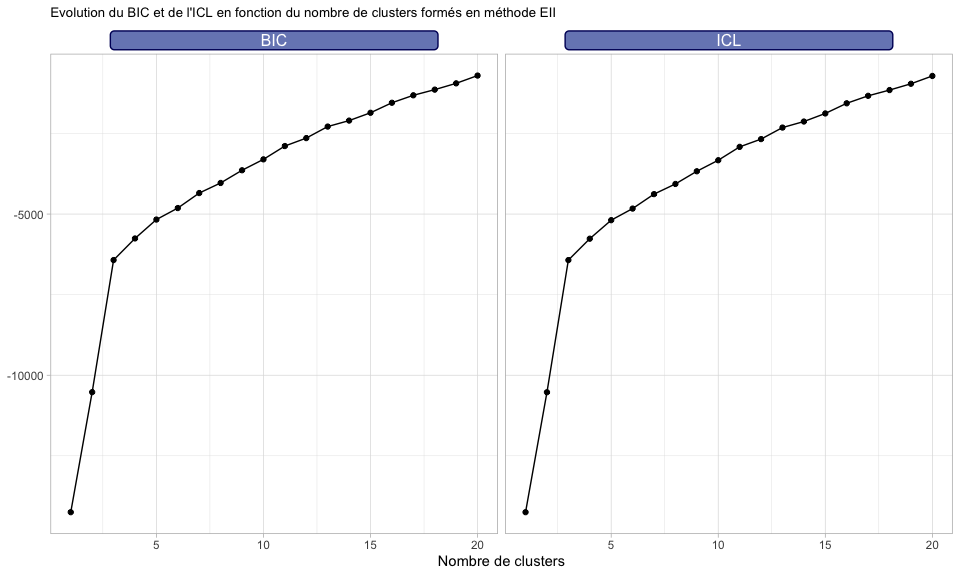 Evolution du BIC et de l'ICL en fonction du nombre de clusters formés en méthode EII
BIC
ICL
-5000
-10000
5
10
15
20
5
10
15
20
Nombre de clusters